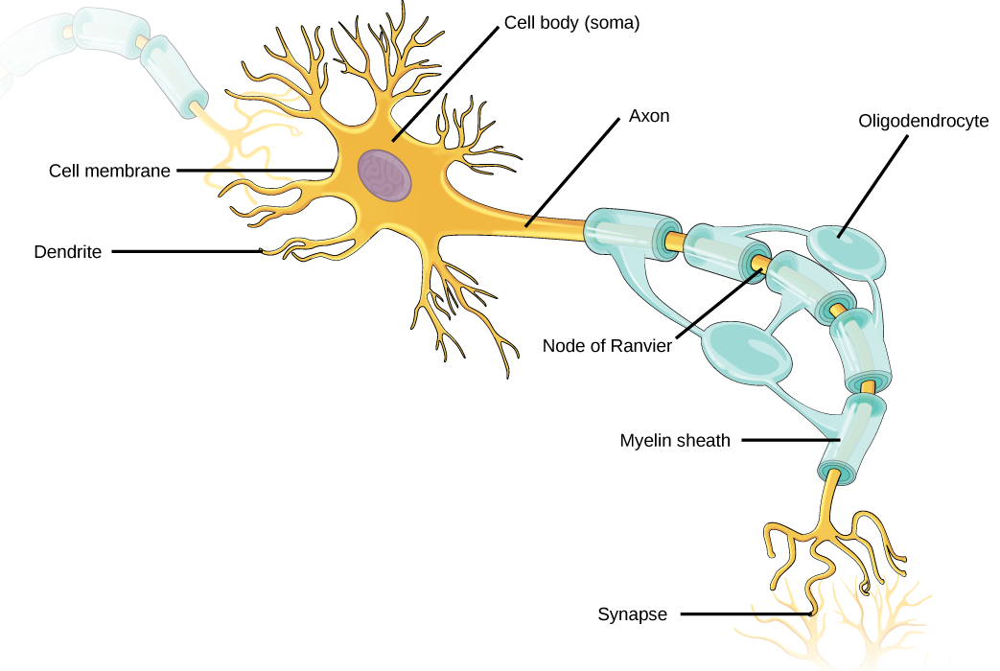 Cell body (soma)
Axon
Oligodendrocyte
Cell membrane
Dendrite
Node of Ranvier
Myelin sheath
Synapse